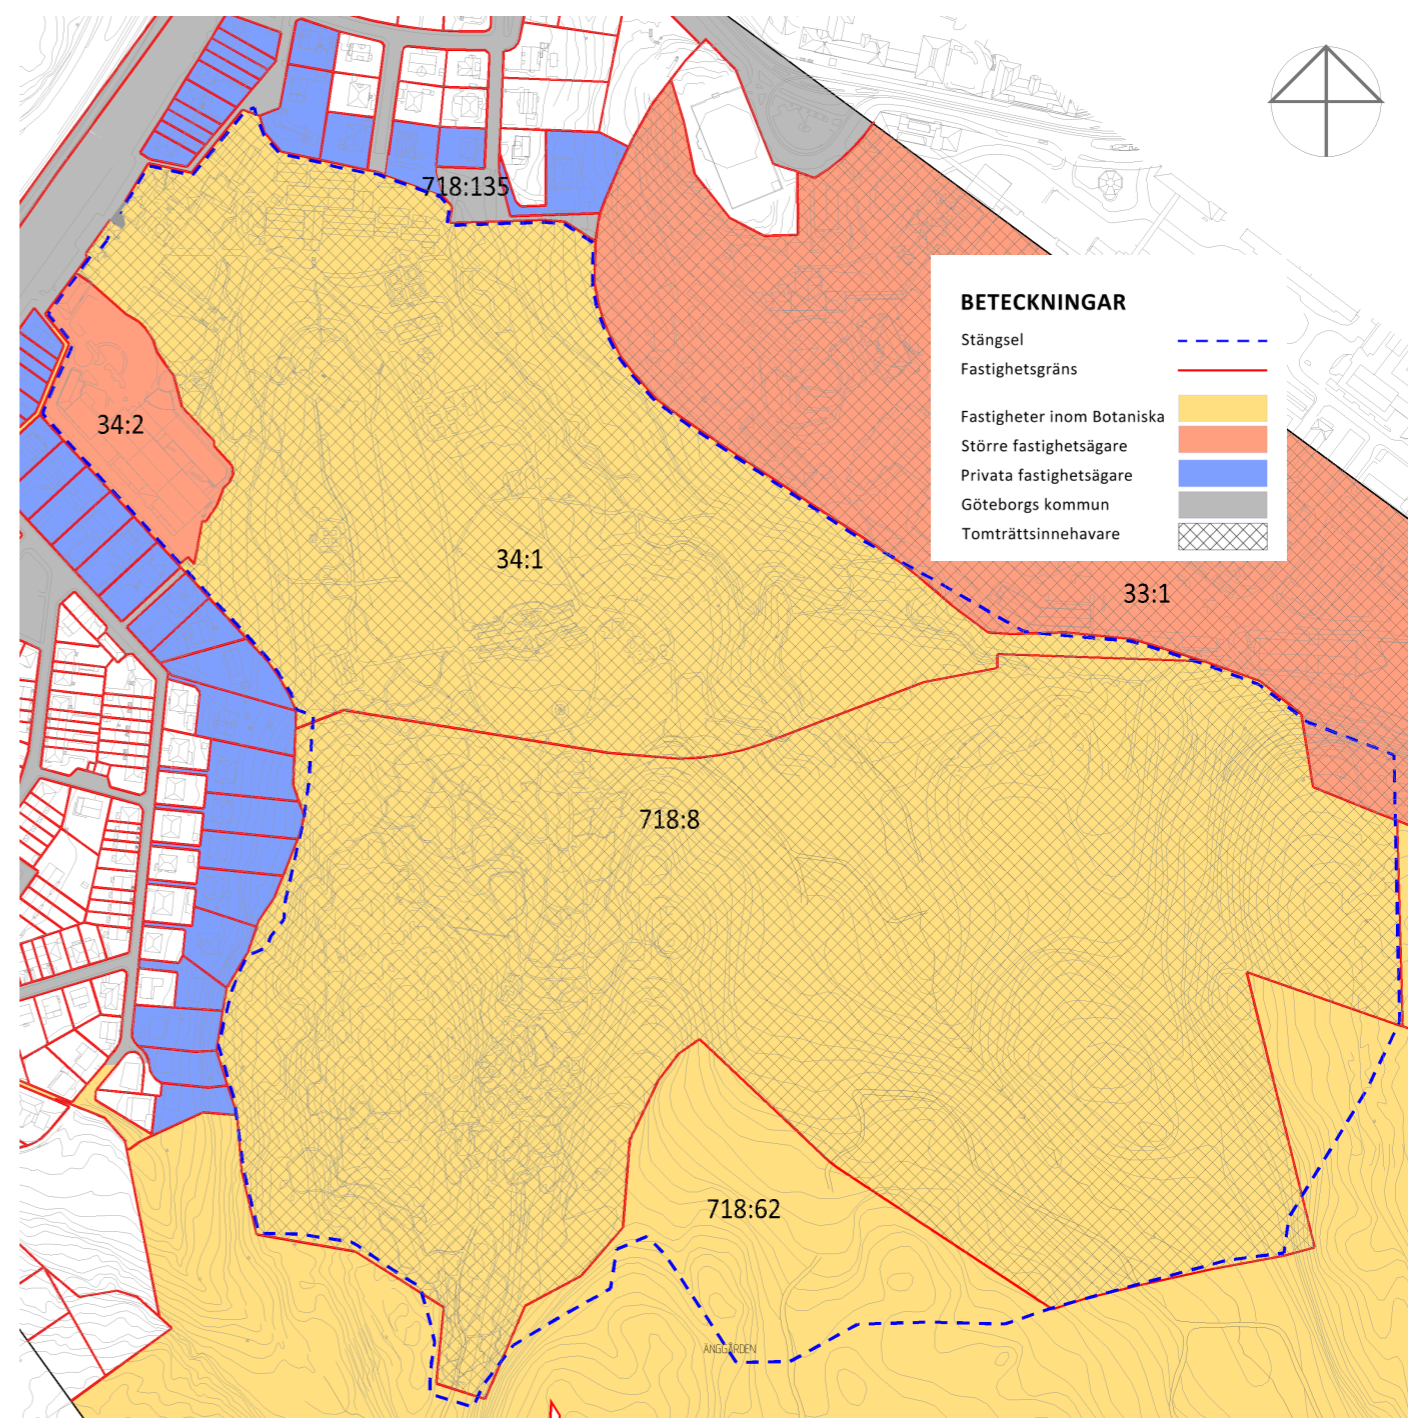 718:135
BETECKNINGAR
Stängsel
Fastighetsgräns
Fastigheter inom Botaniska
Större fastighetsägare
Privata fastighetsägare
Göteborgs kommun
Tomträttsinnehavare
34:2
34:1
33:1
718:8
718:62
ÄNGGÅRDEN